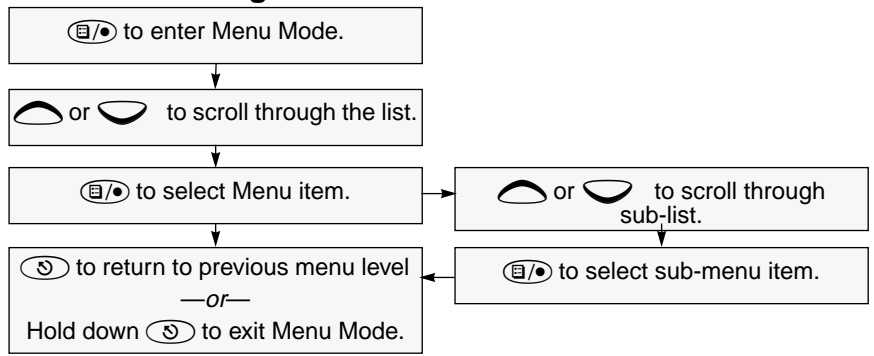 to enter Menu Mode.
or to scroll through the list.
to select Menu item.
or to scroll through
sub-list.
to select sub-menu item.
to return to previous menu level
—or—
Hold down to exit Menu Mode.